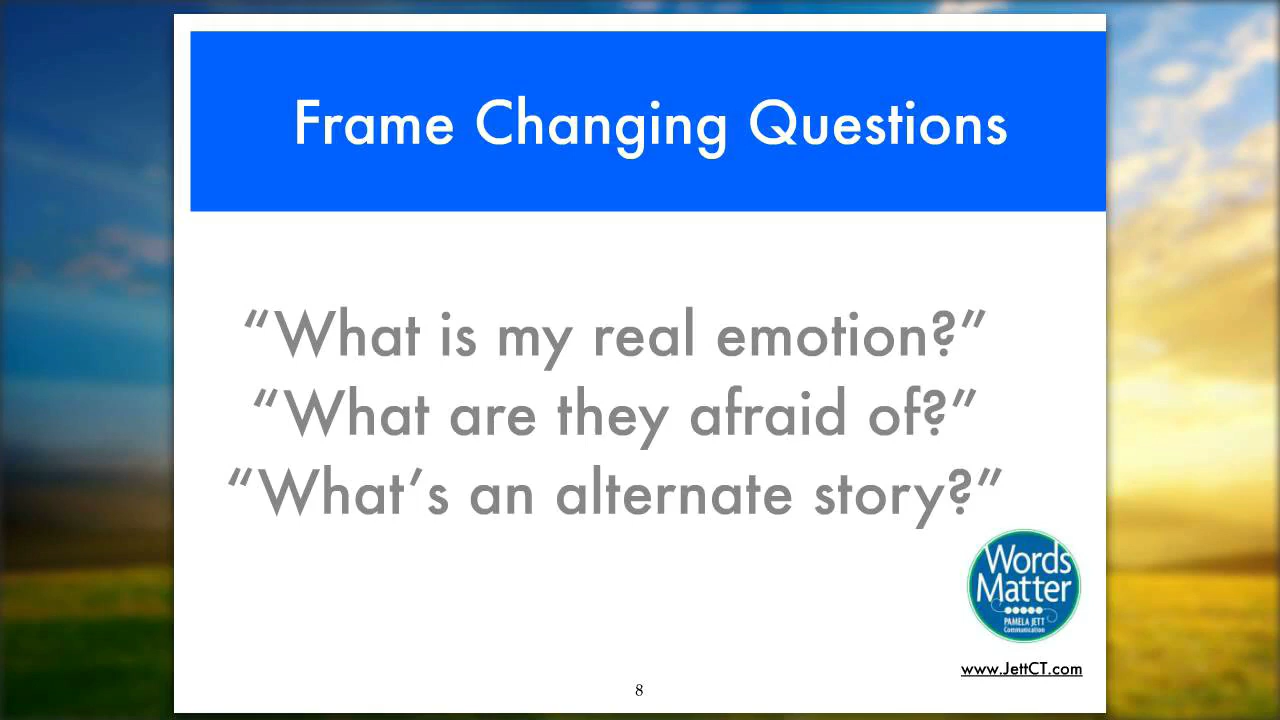 Frame Changing Questions
“What is my real emotion?”
“What are they afraid of?”
“What’s an alternate story?”
Words
Matter
PAMELA JETT
Communication
www.JettCT.com
8